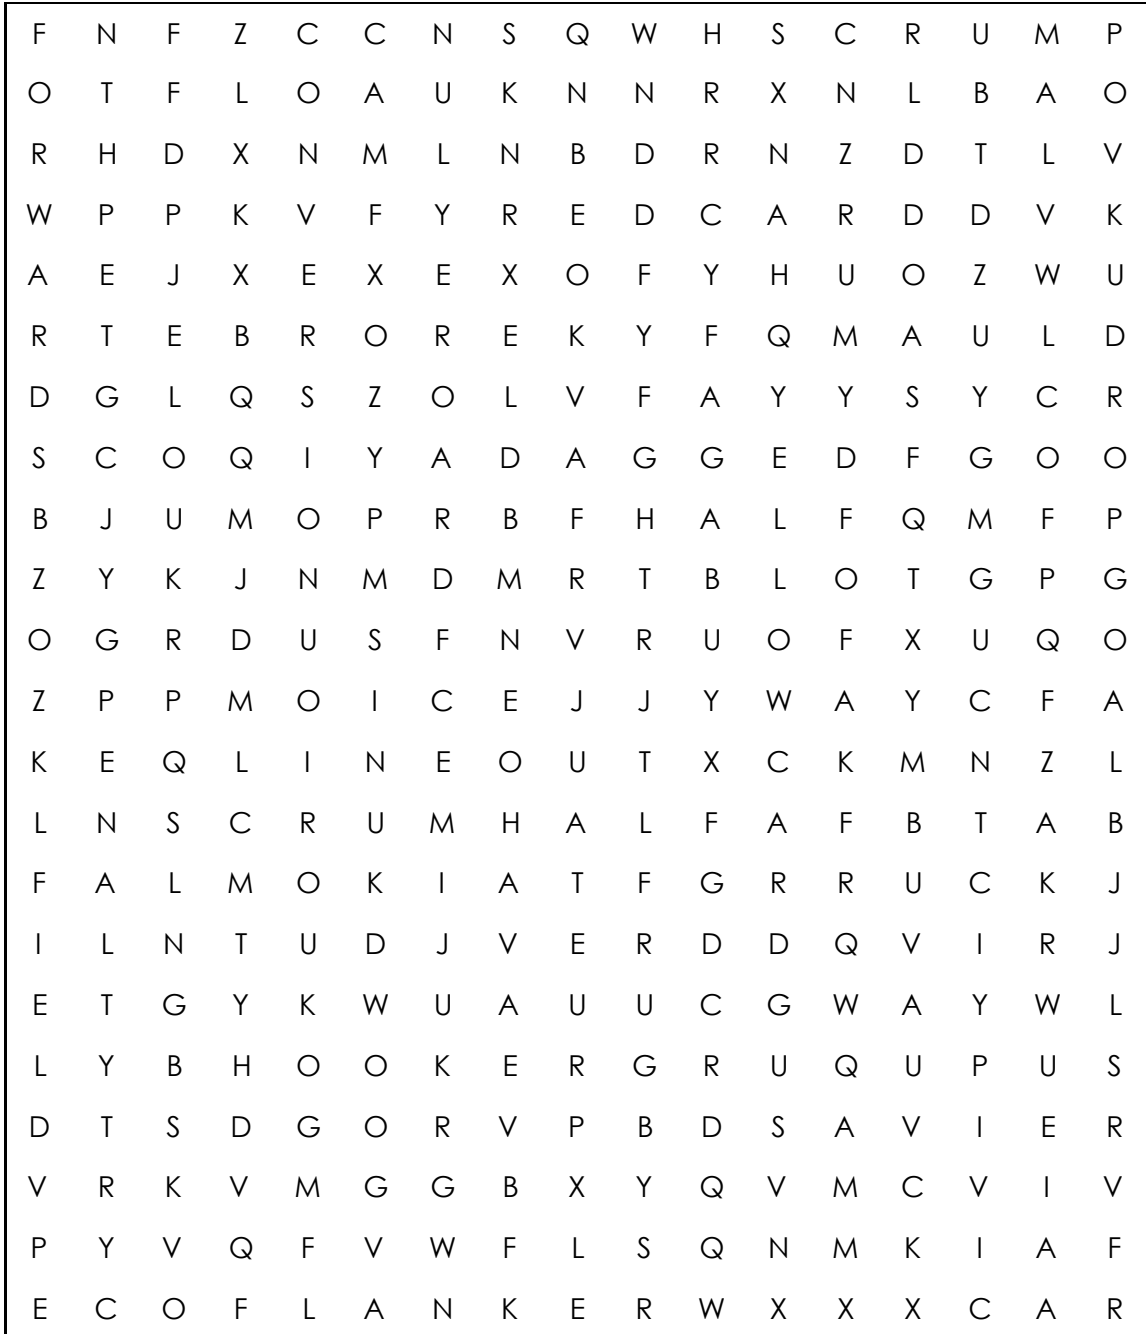 F N F Z C C N S Q W H S C R U M P
O T F L O A U K N N R X N L B A O
R H D X N M L N B D R N Z D T L V
W P P K V F Y R E D C A R D D V K
A E J X E X E X O F Y H U O Z W U
R T E B R O R E K Y F Q M A U L D
D G L Q S Z O L V F A Y Y S Y C R
S C O Q I Y A D A G G E D F G O O
B J U M O P R B F H A L F Q M F P
Z Y K J N M D M R T B L O T G P G
O G R D U S F N V R U O F X U Q O
Z P P M O I C E J J Y W A Y C F A
K E Q L I N E O U T X C K M N Z L
L N S C R U M H A L F A F B T A B
F A L M O K I A T F G R R U C K J
I L N T U D J V E R D D Q V I R J
E T G Y K W U A U U C G W A Y W L
L Y B H O O K E R G R U Q U P U S
D T S D G O R V P B D S A V I E R
V R K V M G G B X Y Q V M C V I V
P Y V Q F V W F L S Q N M K I A F
E C O F L A N K E R W X X X C A R